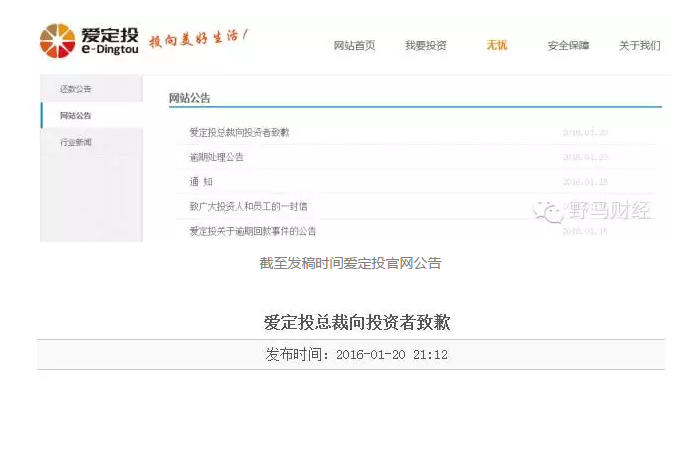 爱定投
e-Dingtou
投向美好生活！
网站首页 我要投资 无忧 安全保障 关于我们
还款公告
网站公告
行业新闻
网站公告
爱定投总裁向投资者致歉 2016.01.20
逾期处理公告 2016.01.20
通 知
致广大投资人和员工的一封信
爱定投关于逾期回款事件的公告
野马财经
截至发稿时间爱定投官网公告
爱定投总裁向投资者致歉
发布时间：2016-01-20 21:12